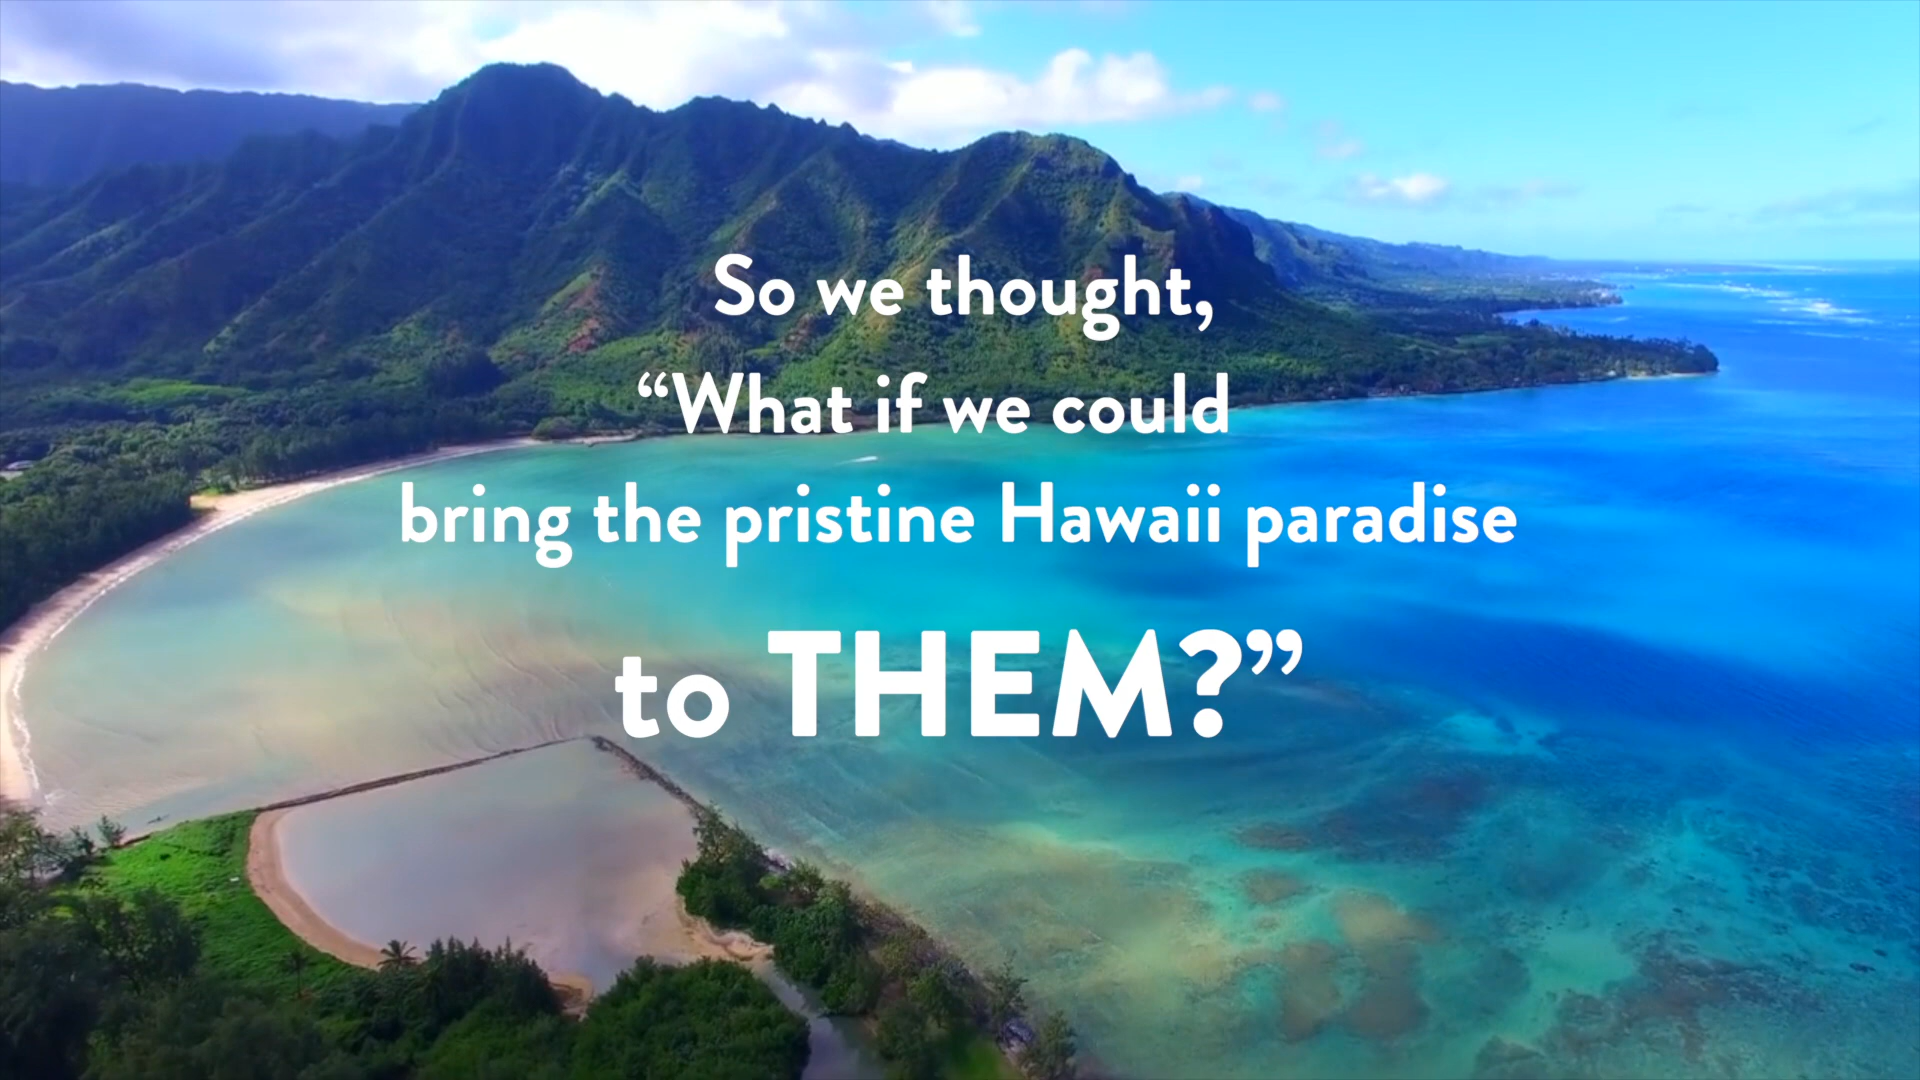 So we thought,
“What if we could
bring the pristine Hawaii paradise
to THEM?”